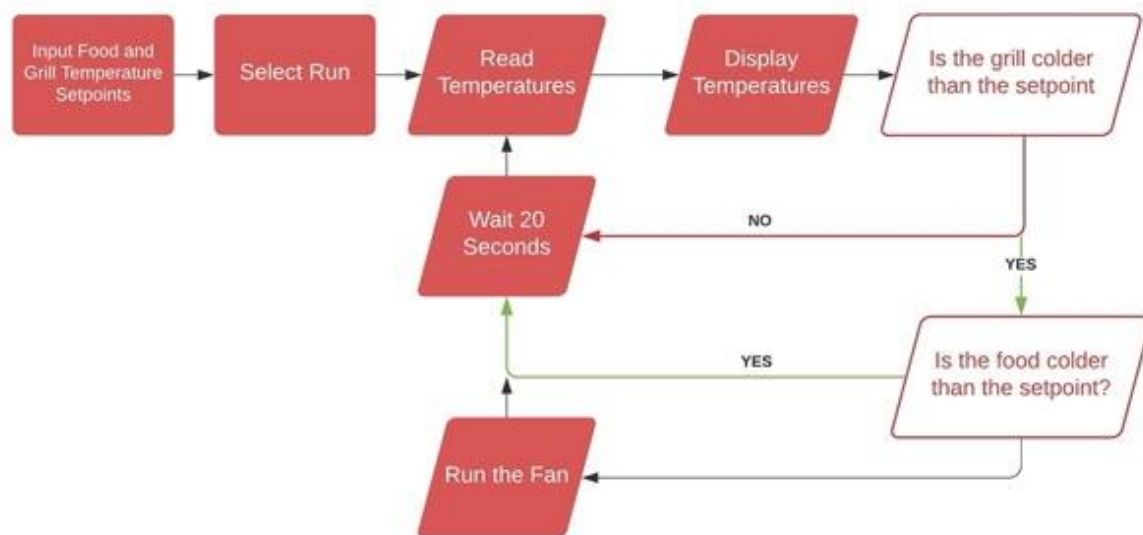 Input Food and
Grill Temperature
Setpoints
Select Run
Read
Temperatures
Display
Temperatures
Is the grill colder
than the setpoint
Wait 20
Seconds
NO
YES
Is the food colder
than the setpoint?
YES
Run the Fan